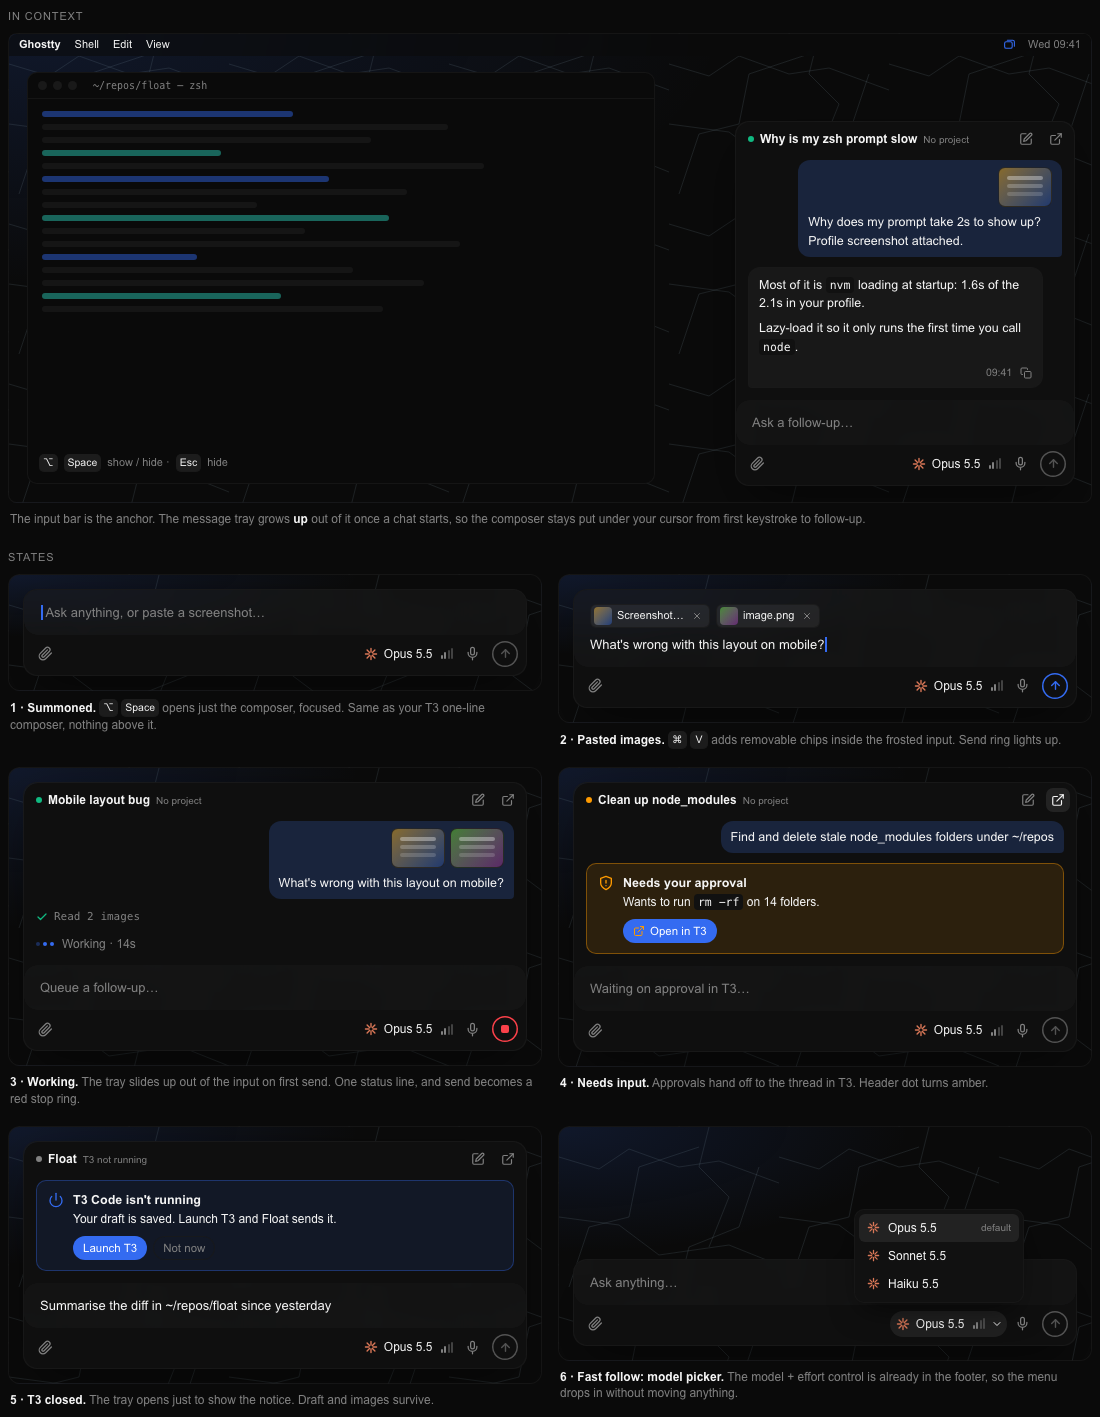 IN CONTEXT
Ghostty Shell Edit View
Wed 09:41
~/repos/float — zsh
Why is my zsh prompt slow No project
Why does my prompt take 2s to show up?
Profile screenshot attached.
Most of it is nvm loading at startup: 1.6s of the
2.1s in your profile.
Lazy-load it so it only runs the first time you call
node .
09:41
Ask a follow-up…
Opus 5.5
⌥ Space show / hide · Esc hide
The input bar is the anchor. The message tray grows up out of it once a chat starts, so the composer stays put under your cursor from first keystroke to follow-up.
STATES
Ask anything, or paste a screenshot…
Opus 5.5
1 · Summoned. ⌥ Space opens just the composer, focused. Same as your T3 one-line
composer, nothing above it.
Screenshot… × image.png ×
What's wrong with this layout on mobile?
Opus 5.5
2 · Pasted images. ⌘ V adds removable chips inside the frosted input. Send ring lights up.
Mobile layout bug No project
What's wrong with this layout on mobile?
Read 2 images
Working · 14s
Queue a follow-up…
Opus 5.5
3 · Working. The tray slides up out of the input on first send. One status line, and send becomes a
red stop ring.
Clean up node_modules No project
Find and delete stale node_modules folders under ~/repos
Needs your approval
Wants to run rm -rf on 14 folders.
Open in T3
Waiting on approval in T3…
Opus 5.5
4 · Needs input. Approvals hand off to the thread in T3. Header dot turns amber.
Float T3 not running
T3 Code isn't running
Your draft is saved. Launch T3 and Float sends it.
Launch T3 Not now
Summarise the diff in ~/repos/float since yesterday
Opus 5.5
5 · T3 closed. The tray opens just to show the notice. Draft and images survive.
Opus 5.5 default
Sonnet 5.5
Haiku 5.5
Ask anything…
Opus 5.5
6 · Fast follow: model picker. The model + effort control is already in the footer, so the menu
drops in without moving anything.